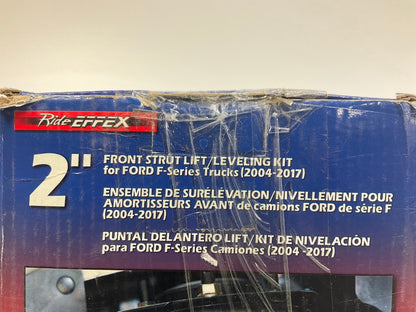 Ride EFFEX
2"
FRONT STRUT LIFT/LEVELING KIT
for FORD F-Series Trucks (2004-2017)
ENSEMBLE DE SURÉLÉVATION/NIVELLEMENT POUR
AMORTISSEURS AVANT de camions FORD de série F
(2004-2017)
PUNTAL DELANTERO LIFT/KIT DE NIVELACIÓN
para FORD F-Series Camiones (2004 -2017)